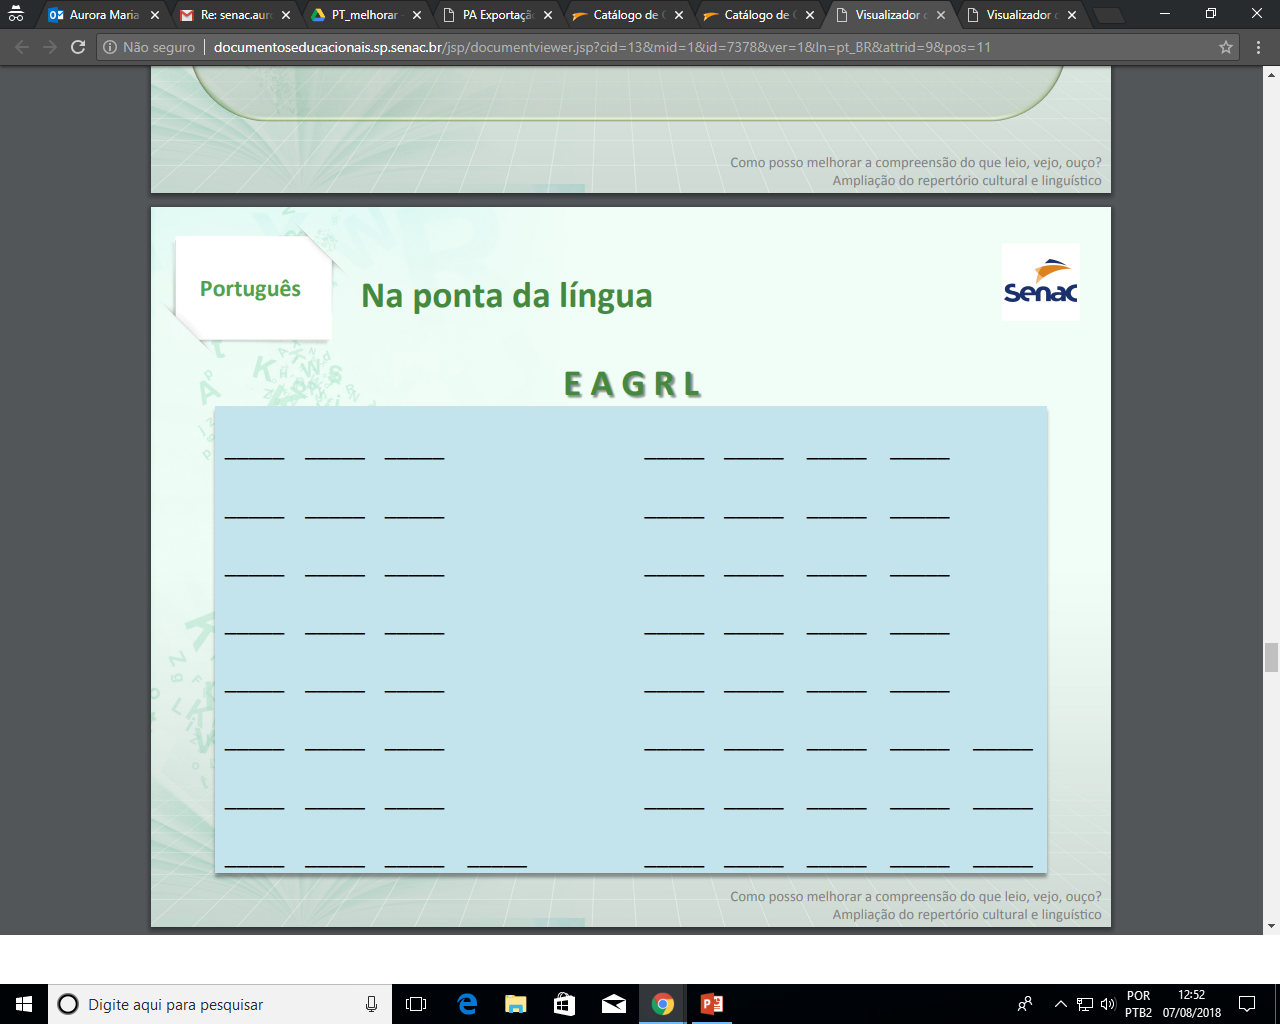 Aurora Maria
Re: senac.aur
PT_melhorar
PA Exportaçã
Catálogo de
Catálogo de
Visualizador
Visualizador
Não seguro
documentoseducacionais.sp.senac.br/jsp/documentviewer.jsp?cid=13&mid=1&id=7378&ver=1&ln=pt_BR&attrid=9&pos=11
Como posso melhorar a compreensão do que leio, vejo, ouço?
Ampliação do repertório cultural e linguístico
Português
Na ponta da língua
senac
E A G R L
Como posso melhorar a compreensão do que leio, vejo, ouço?
Ampliação do repertório cultural e linguístico
Digite aqui para pesquisar
POR
PTB2
12:52
07/08/2018